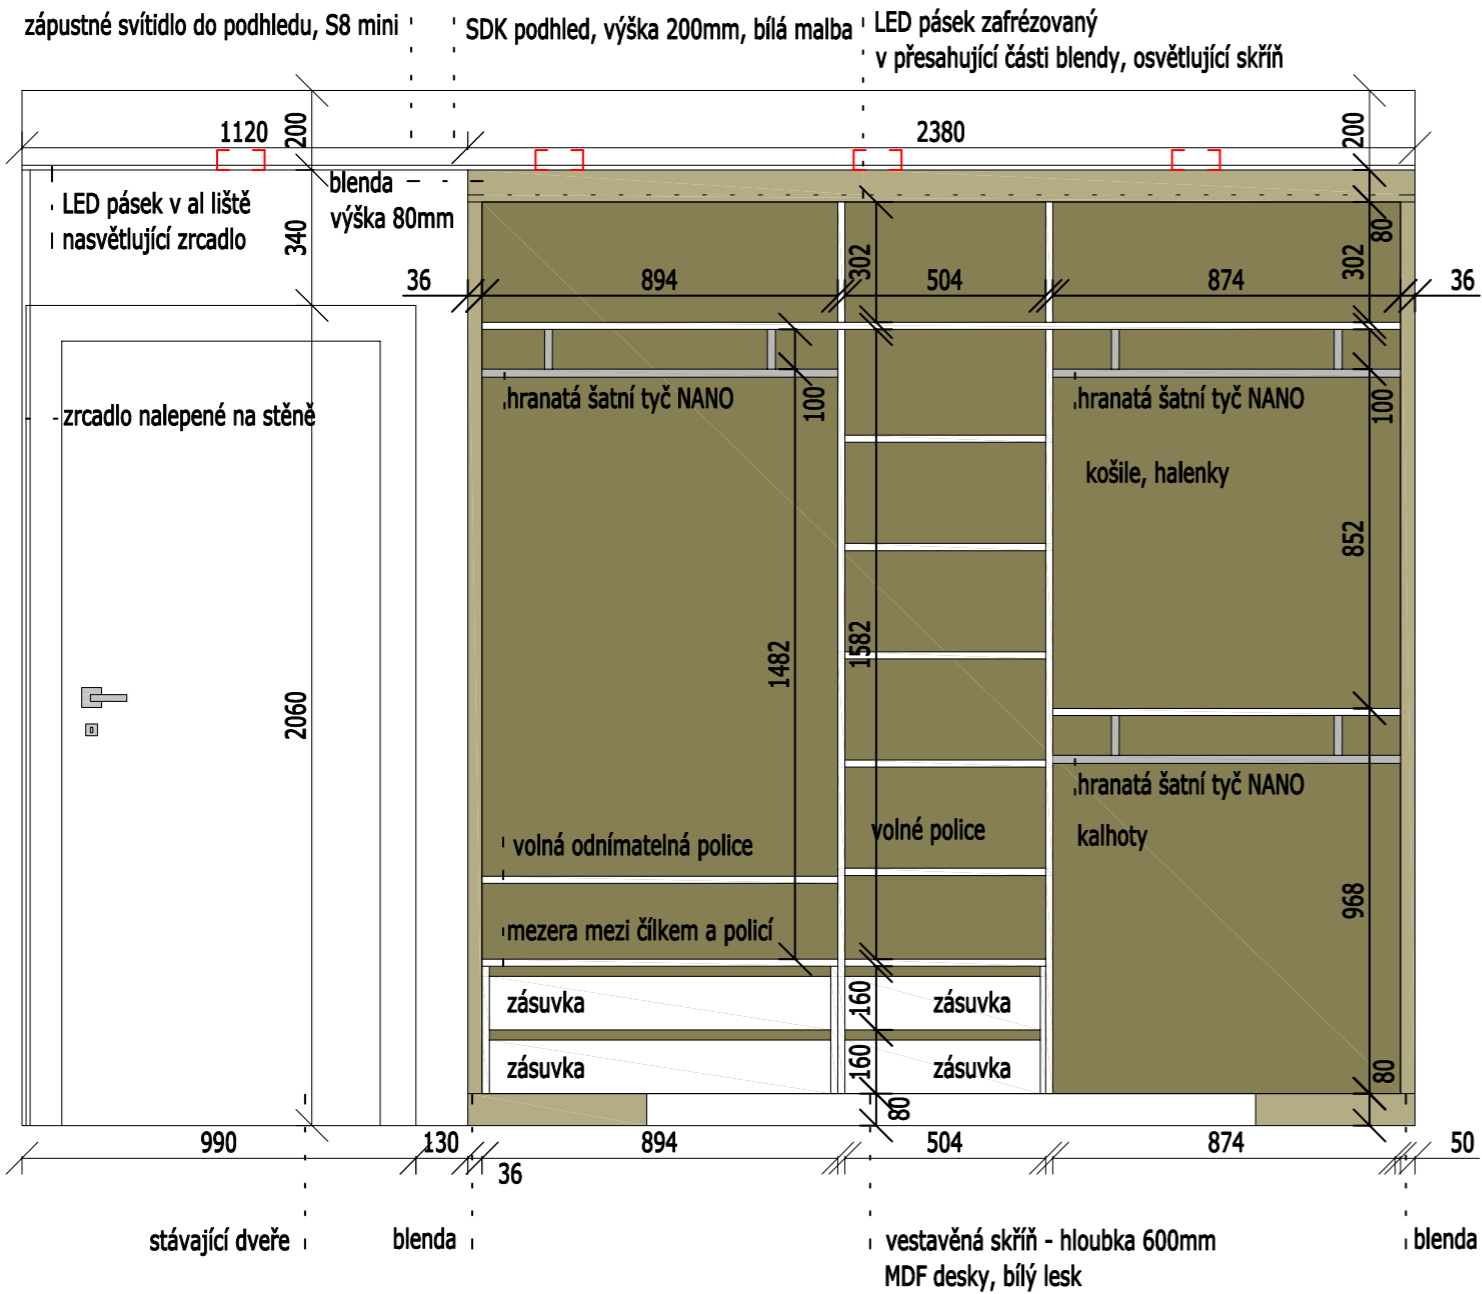 zápustné svítidlo do podhledu, S8 mini
SDK podhled, výška 200mm, bílá malba
LED pásek zafrézovaný
v přesahující části blendy, osvětlující skříň
1120
200
2380
200
LED pásek v al liště
nasvětlující zrcadlo
blenda
výška 80mm
340
80
302
302
36
894
504
874
36
hranatá šatní tyč NANO
100
hranatá šatní tyč NANO
100
zrcadlo nalepené na stěně
košile, halenky
852
1482
1582
2060
hranatá šatní tyč NANO
kalhoty
volná odnímatelná police
volné police
968
mezera mezi čílkem a policí
zásuvka
160
zásuvka
zásuvka
160
zásuvka
80
80
990
130
36
894
504
874
50
stávající dveře
blenda
vestavěná skříň - hloubka 600mm
MDF desky, bílý lesk
blenda